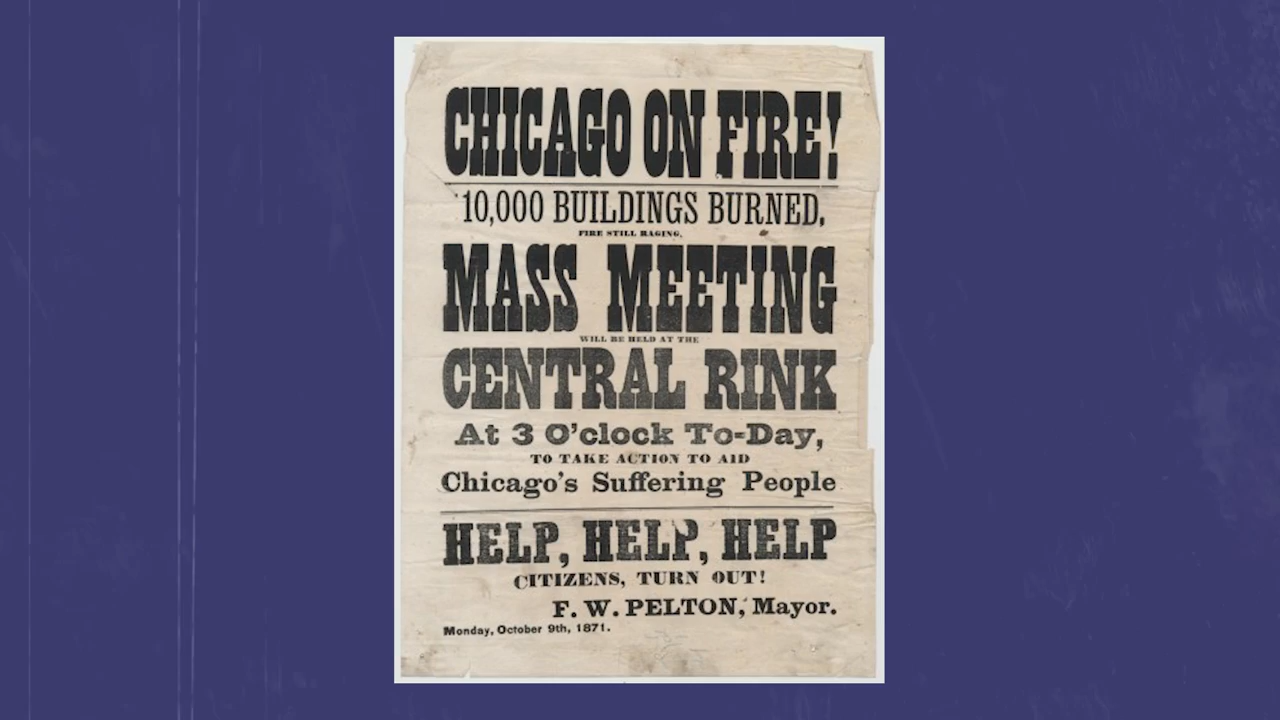 CHICAGO ON FIRE!
10,000 BUILDINGS BURNED,
FIRE STILL RAGING.
MASS MEETING
WILL BE HELD AT THE
CENTRAL RINK
At 3 O'clock To-Day,
TO TAKE ACTION TO AID
Chicago's Suffering People
HELP, HELP, HELP
CITIZENS, TURN OUT!
F. W. PELTON, Mayor.
Monday, October 9th, 1871.